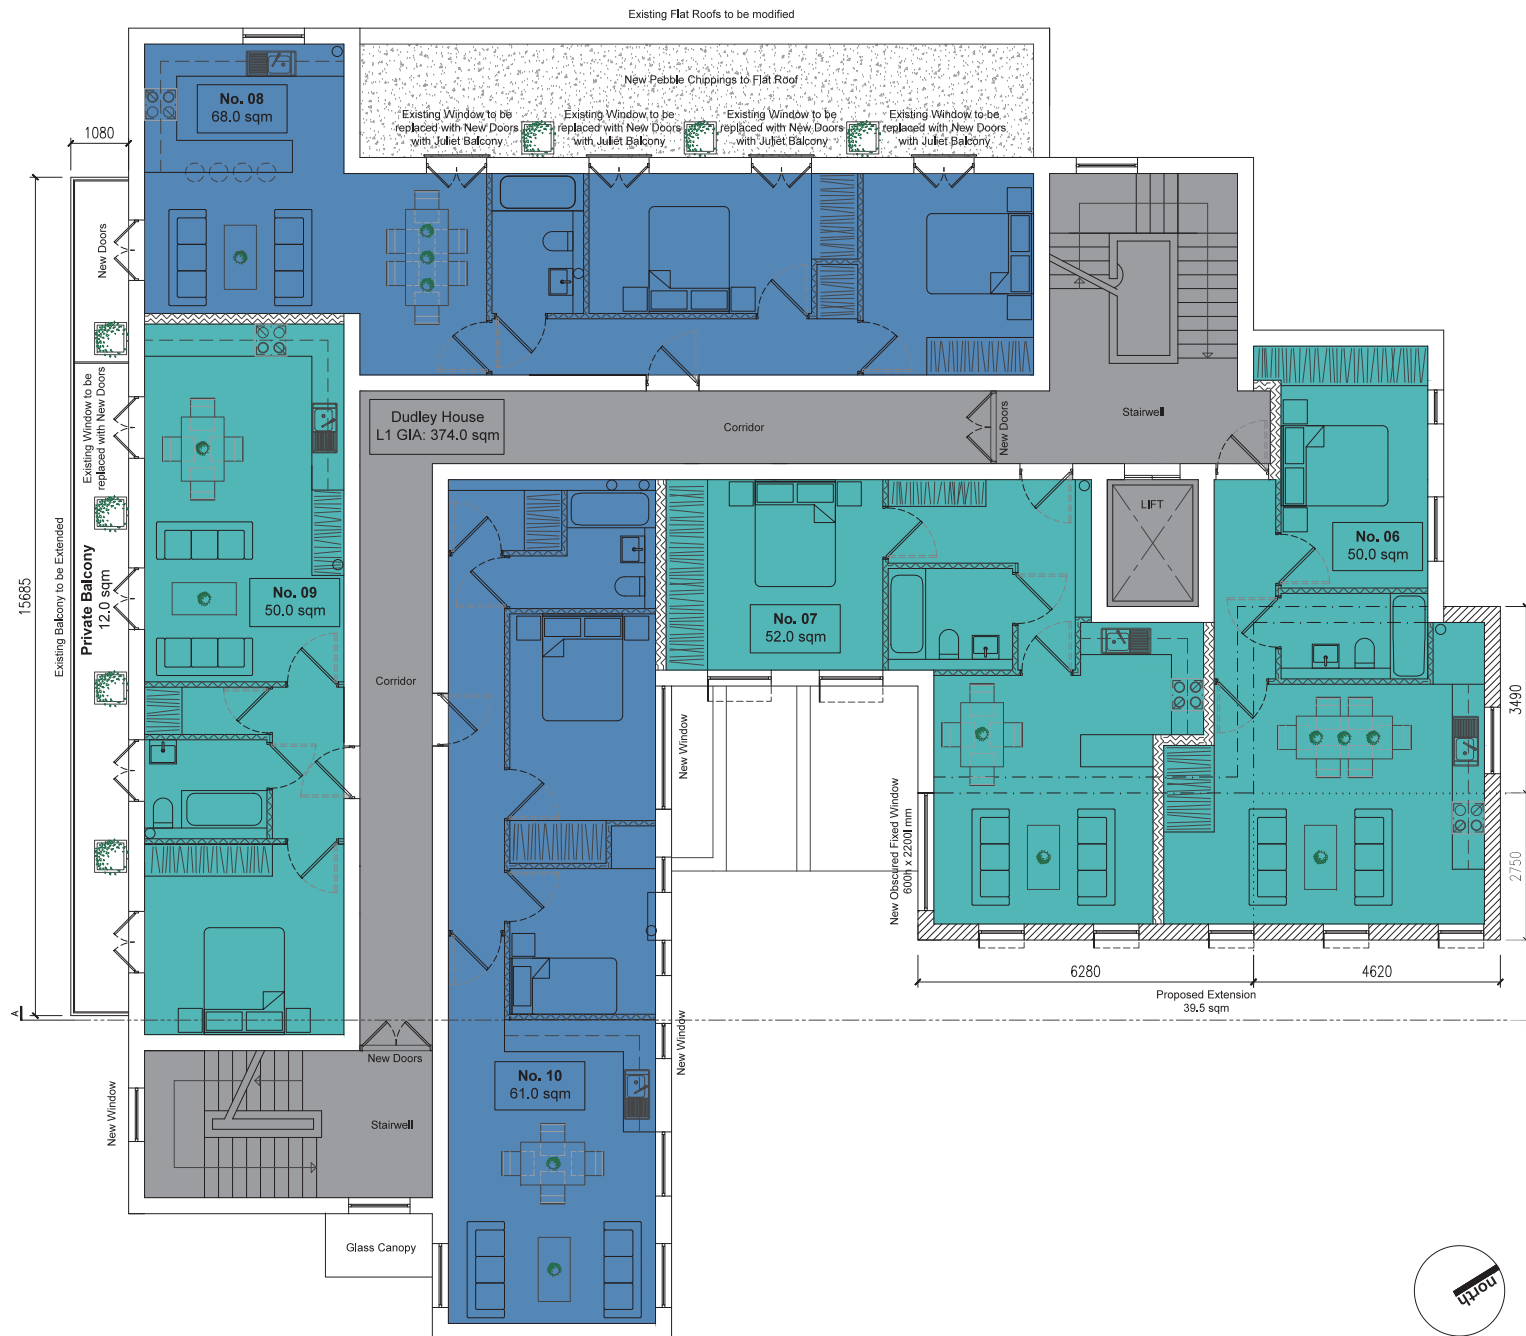 Existing Flat Roofs to be modified
New Pebble Chippings to Flat Roof
No. 08
68.0 sqm
Existing Window to be
replaced with New Doors
with Juliet Balcony
Existing Window to be
replaced with New Doors
with Juliet Balcony
Existing Window to be
replaced with New Doors
with Juliet Balcony
Existing Window to be
replaced with New Doors
with Juliet Balcony
1080
New Doors
Dudley House
L1 GIA: 374.0 sqm
Corridor
New Doors
Stairwell
Existing Window to be
replaced with New Doors
LIFT
No. 06
50.0 sqm
15685
Existing Balcony to be Extended
Private Balcony
12.0 sqm
No. 09
50.0 sqm
No. 07
52.0 sqm
Corridor
New Window
3490
New Obscured Fixed Window
600h x 2200l mm
2750
6280
4620
Proposed Extension
39.5 sqm
A
New Doors
New Window
No. 10
61.0 sqm
New Window
Stairwell
Glass Canopy
north